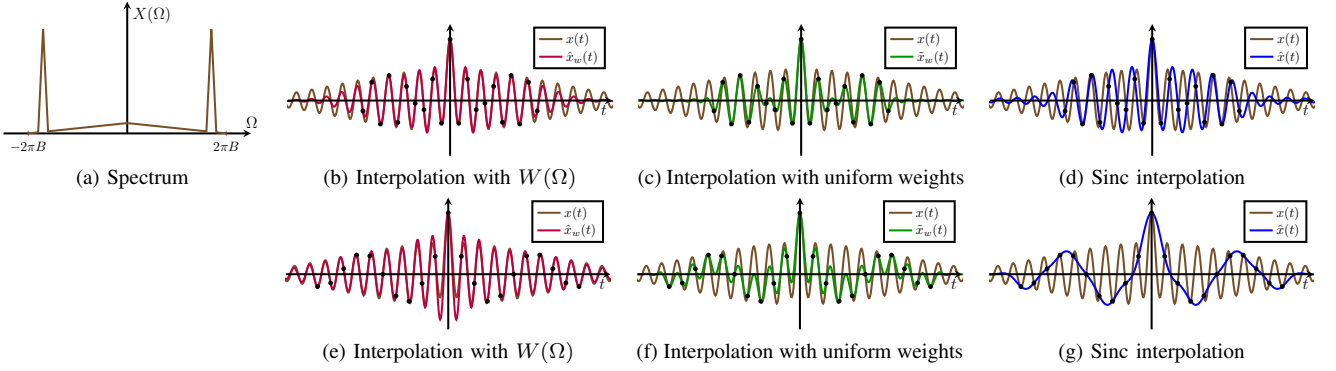 X(Ω)
Ω
−2πB
2πB
(a) Spectrum
x(t)
x̂_w(t)
t
(b) Interpolation with W(Ω)
x(t)
x̃_w(t)
t
(c) Interpolation with uniform weights
x(t)
x̂(t)
t
(d) Sinc interpolation
x(t)
x̂_w(t)
t
(e) Interpolation with W(Ω)
x(t)
x̃_w(t)
t
(f) Interpolation with uniform weights
x(t)
x̂(t)
t
(g) Sinc interpolation